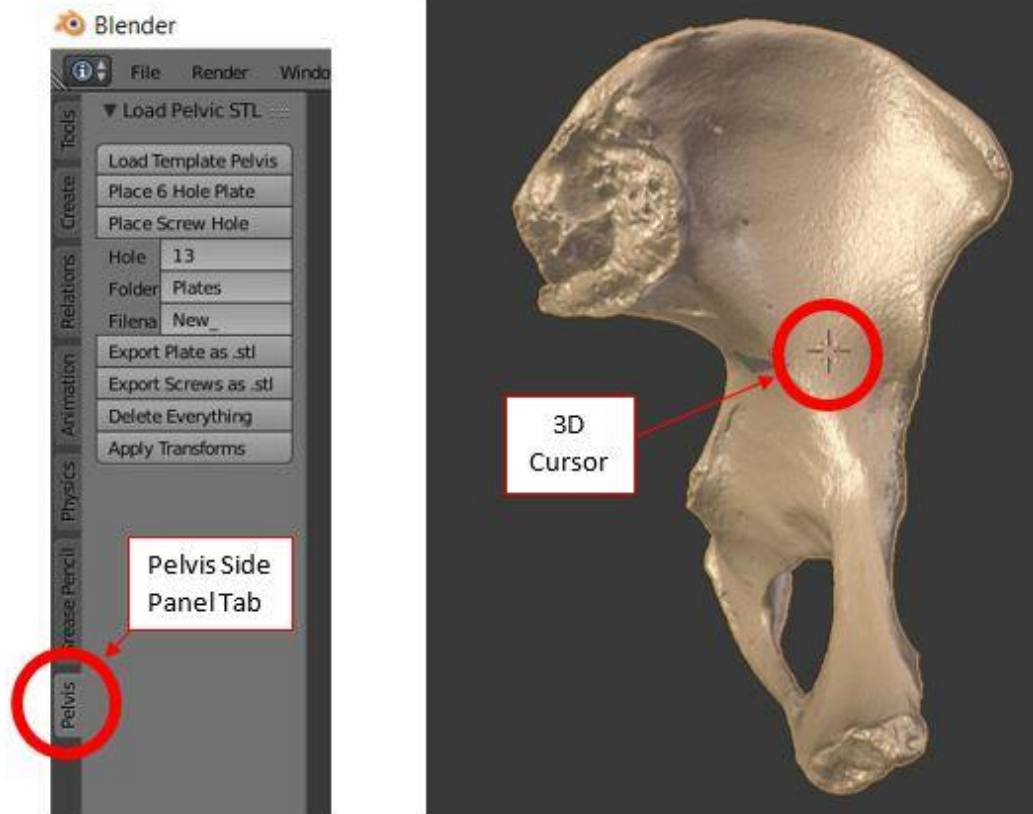 Blender
File Render Windo
Tools
Create
Relations
Animation
Physics
Grease Pencil
Pelvis
Load Pelvic STL
Load Template Pelvis
Place 6 Hole Plate
Place Screw Hole
Hole 13
Folder Plates
Filena New_
Export Plate as .stl
Export Screws as .stl
Delete Everything
Apply Transforms
Pelvis Side
Panel Tab
3D
Cursor